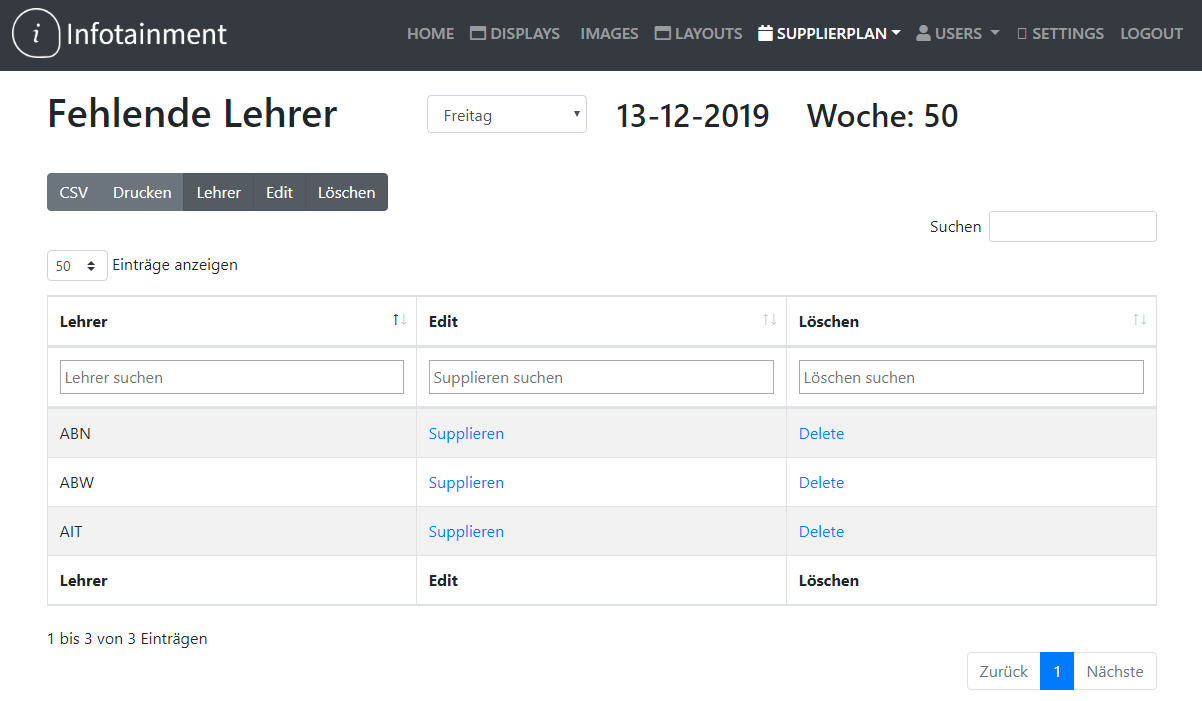 i Infotainment HOME DISPLAYS IMAGES LAYOUTS SUPPLIERPLAN USERS SETTINGS LOGOUT
Fehlende Lehrer Freitag 13-12-2019 Woche: 50
CSV Drucken Lehrer Edit Löschen
Suchen
50 Einträge anzeigen
Lehrer Edit Löschen
Lehrer suchen Supplieren suchen Löschen suchen
ABN Supplieren Delete
ABW Supplieren Delete
AIT Supplieren Delete
Lehrer Edit Löschen
1 bis 3 von 3 Einträgen
Zurück 1 Nächste